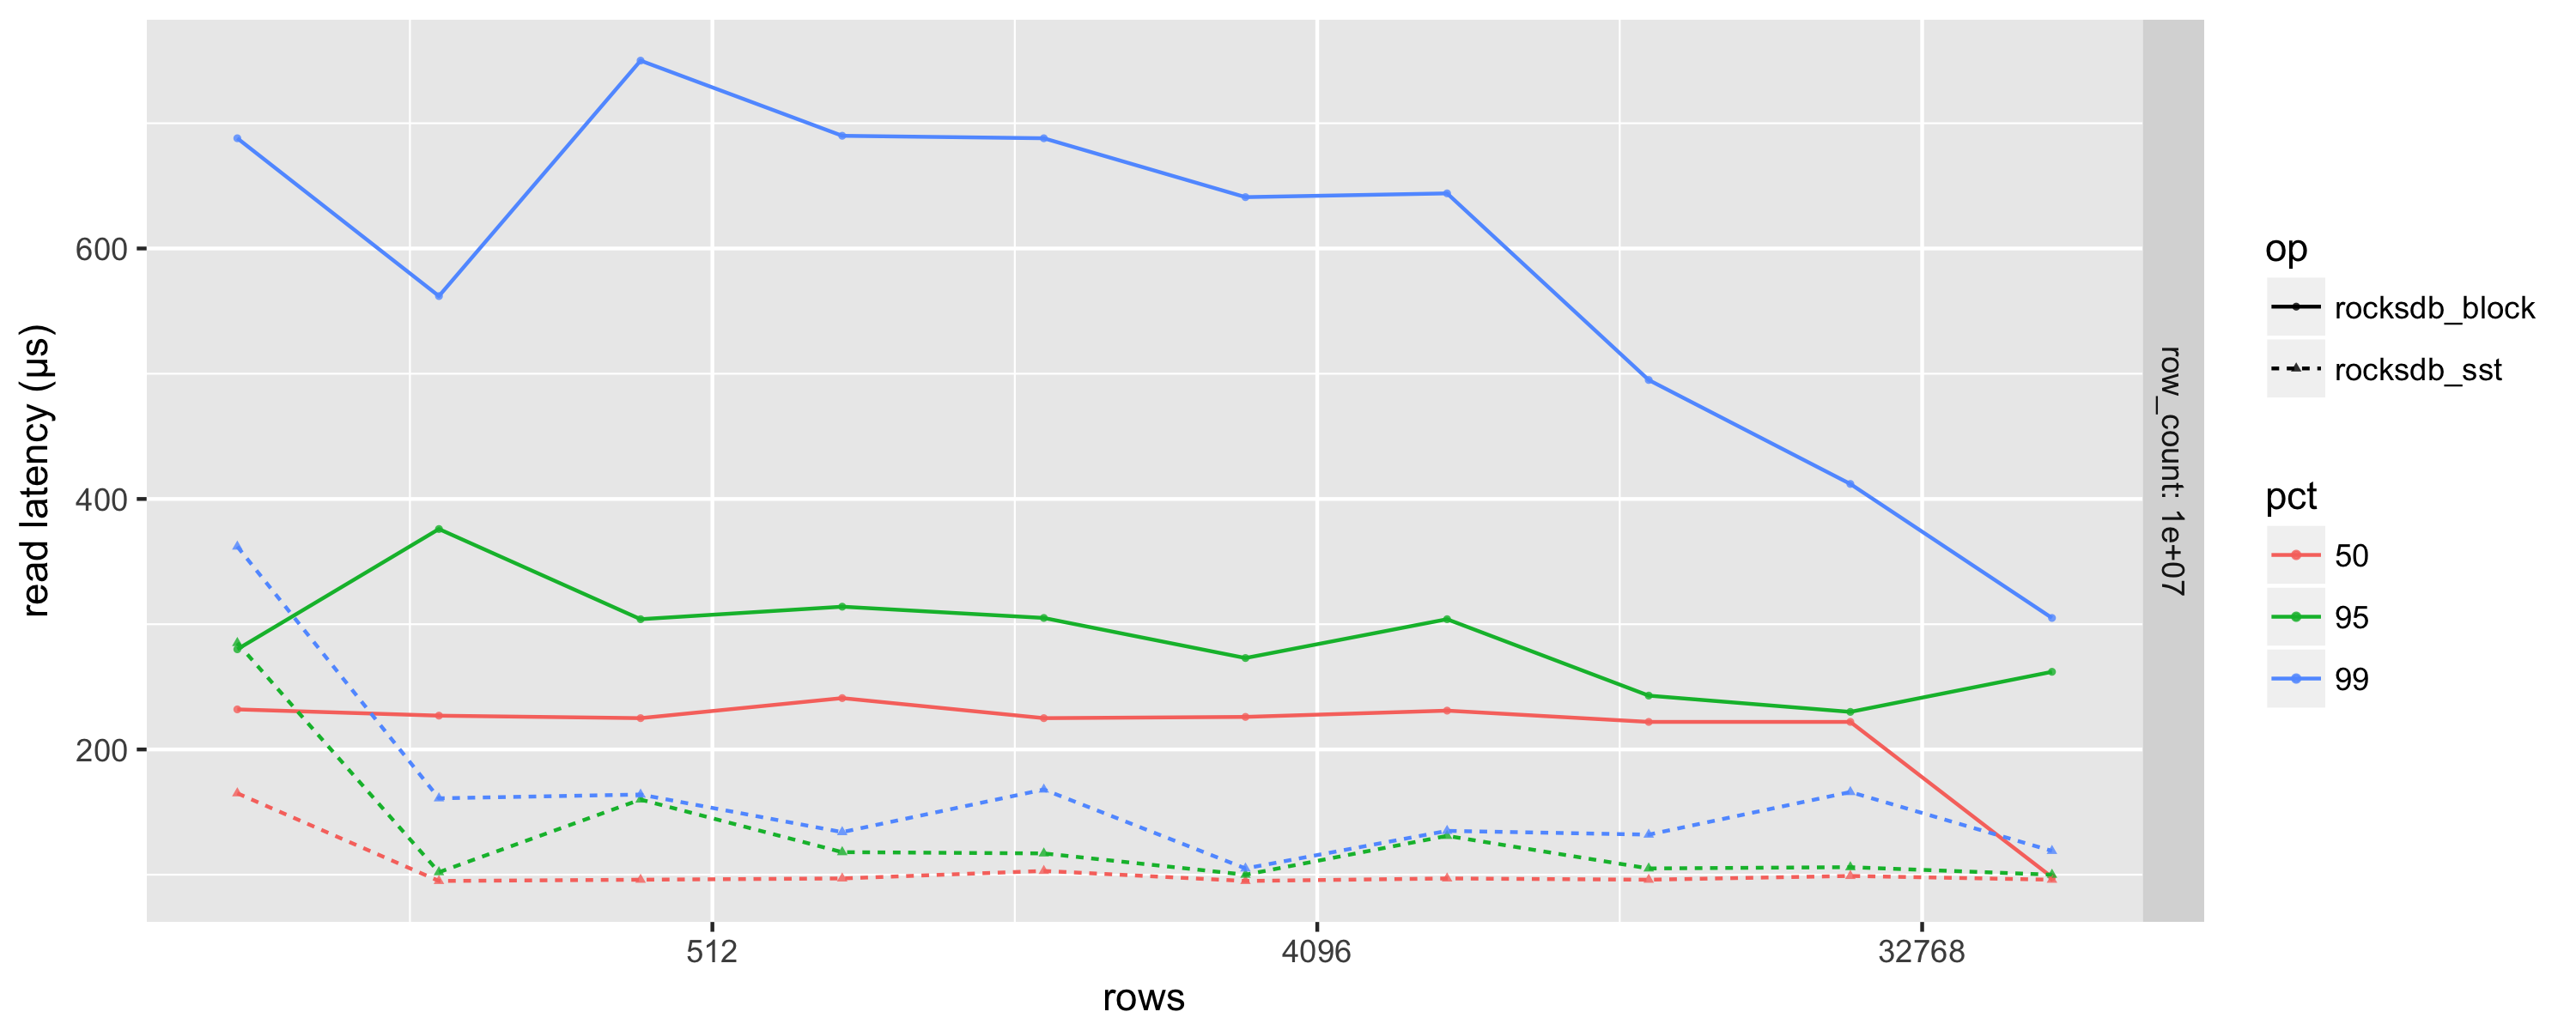 read latency (µs)
600
400
200
512
4096
32768
rows
row_count: 1e+07
op
rocksdb_block
rocksdb_sst
pct
50
95
99